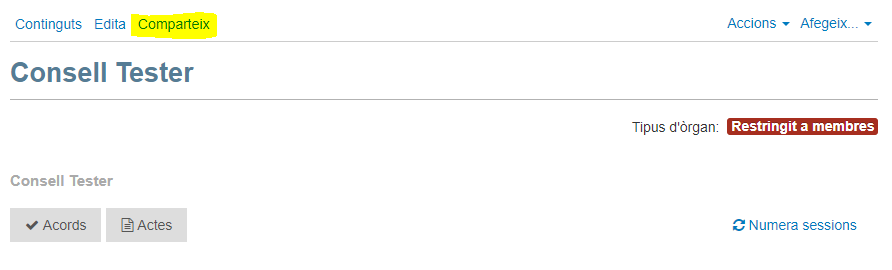 Continguts Edita Comparteix Accions Afegeix...
Consell Tester
Tipus d'òrgan: Restringit a membres
Consell Tester
Acords Actes Numera sessions